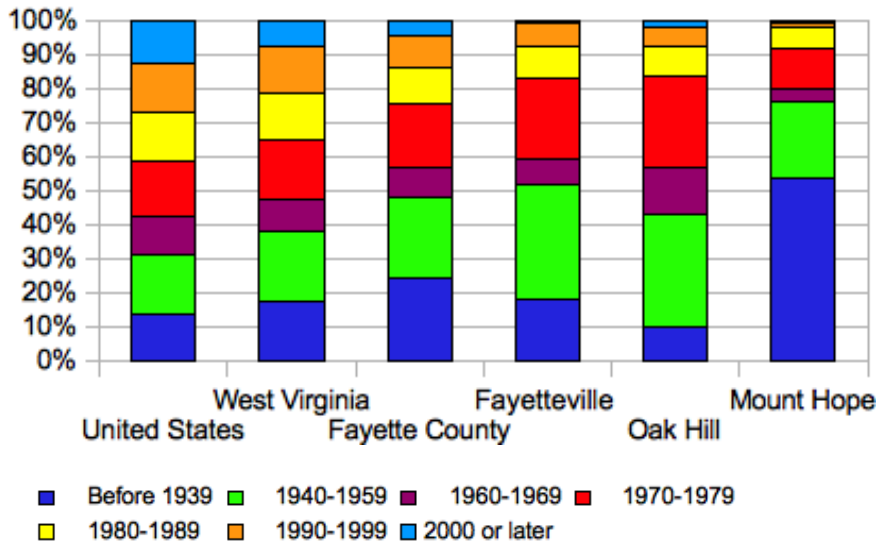 100%
90%
80%
70%
60%
50%
40%
30%
20%
10%
0%
West Virginia Fayetteville Mount Hope
United States Fayette County Oak Hill
Before 1939 1940-1959 1960-1969 1970-1979
1980-1989 1990-1999 2000 or later